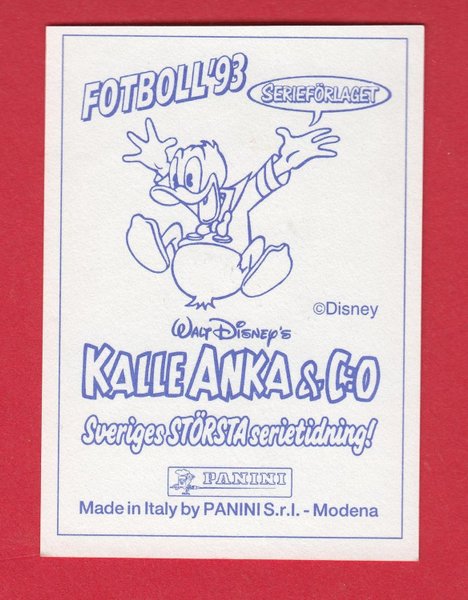 FOTBOLL '93
SERIEFÖRLAGET
©Disney
WALT DISNEY'S
KALLE ANKA & C:O
Sveriges STÖRSTA serietidning!
PANINI
Made in Italy by PANINI S.r.l. - Modena